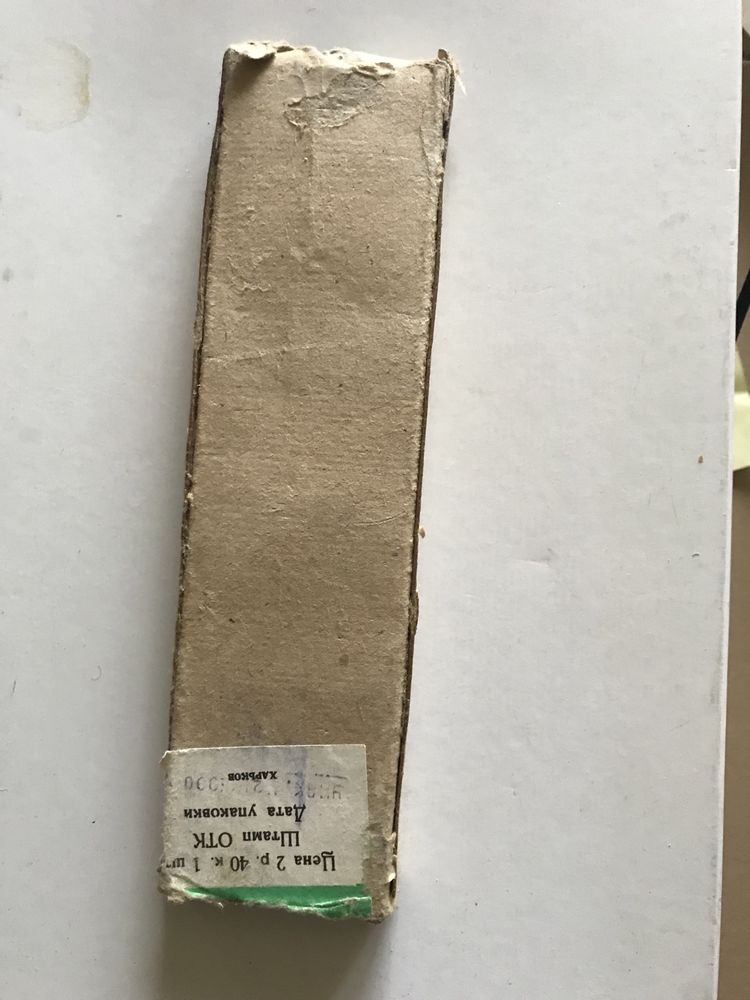 Цена 2 р. 40 к. 1 шт
Штамп ОТК
Дата упаковки
ХАРЬКОВ